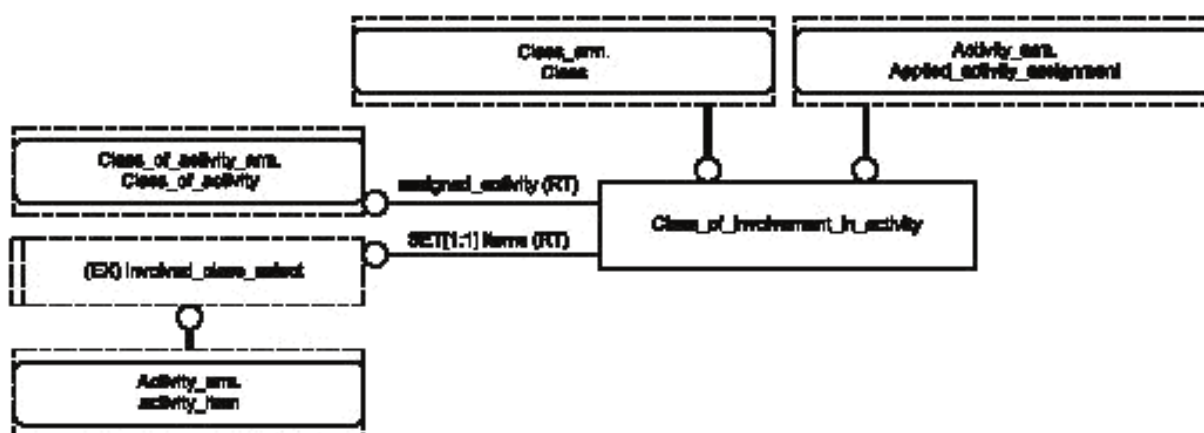 Class_arm.
Class
Activity_arm.
Applied_activity_assignment
Class_of_activity_arm.
Class_of_activity
assigned_activity (RT)
Class_of_involvement_in_activity
SET[1:1] items (RT)
(EX) involved_class_select
Activity_arm.
activity_item